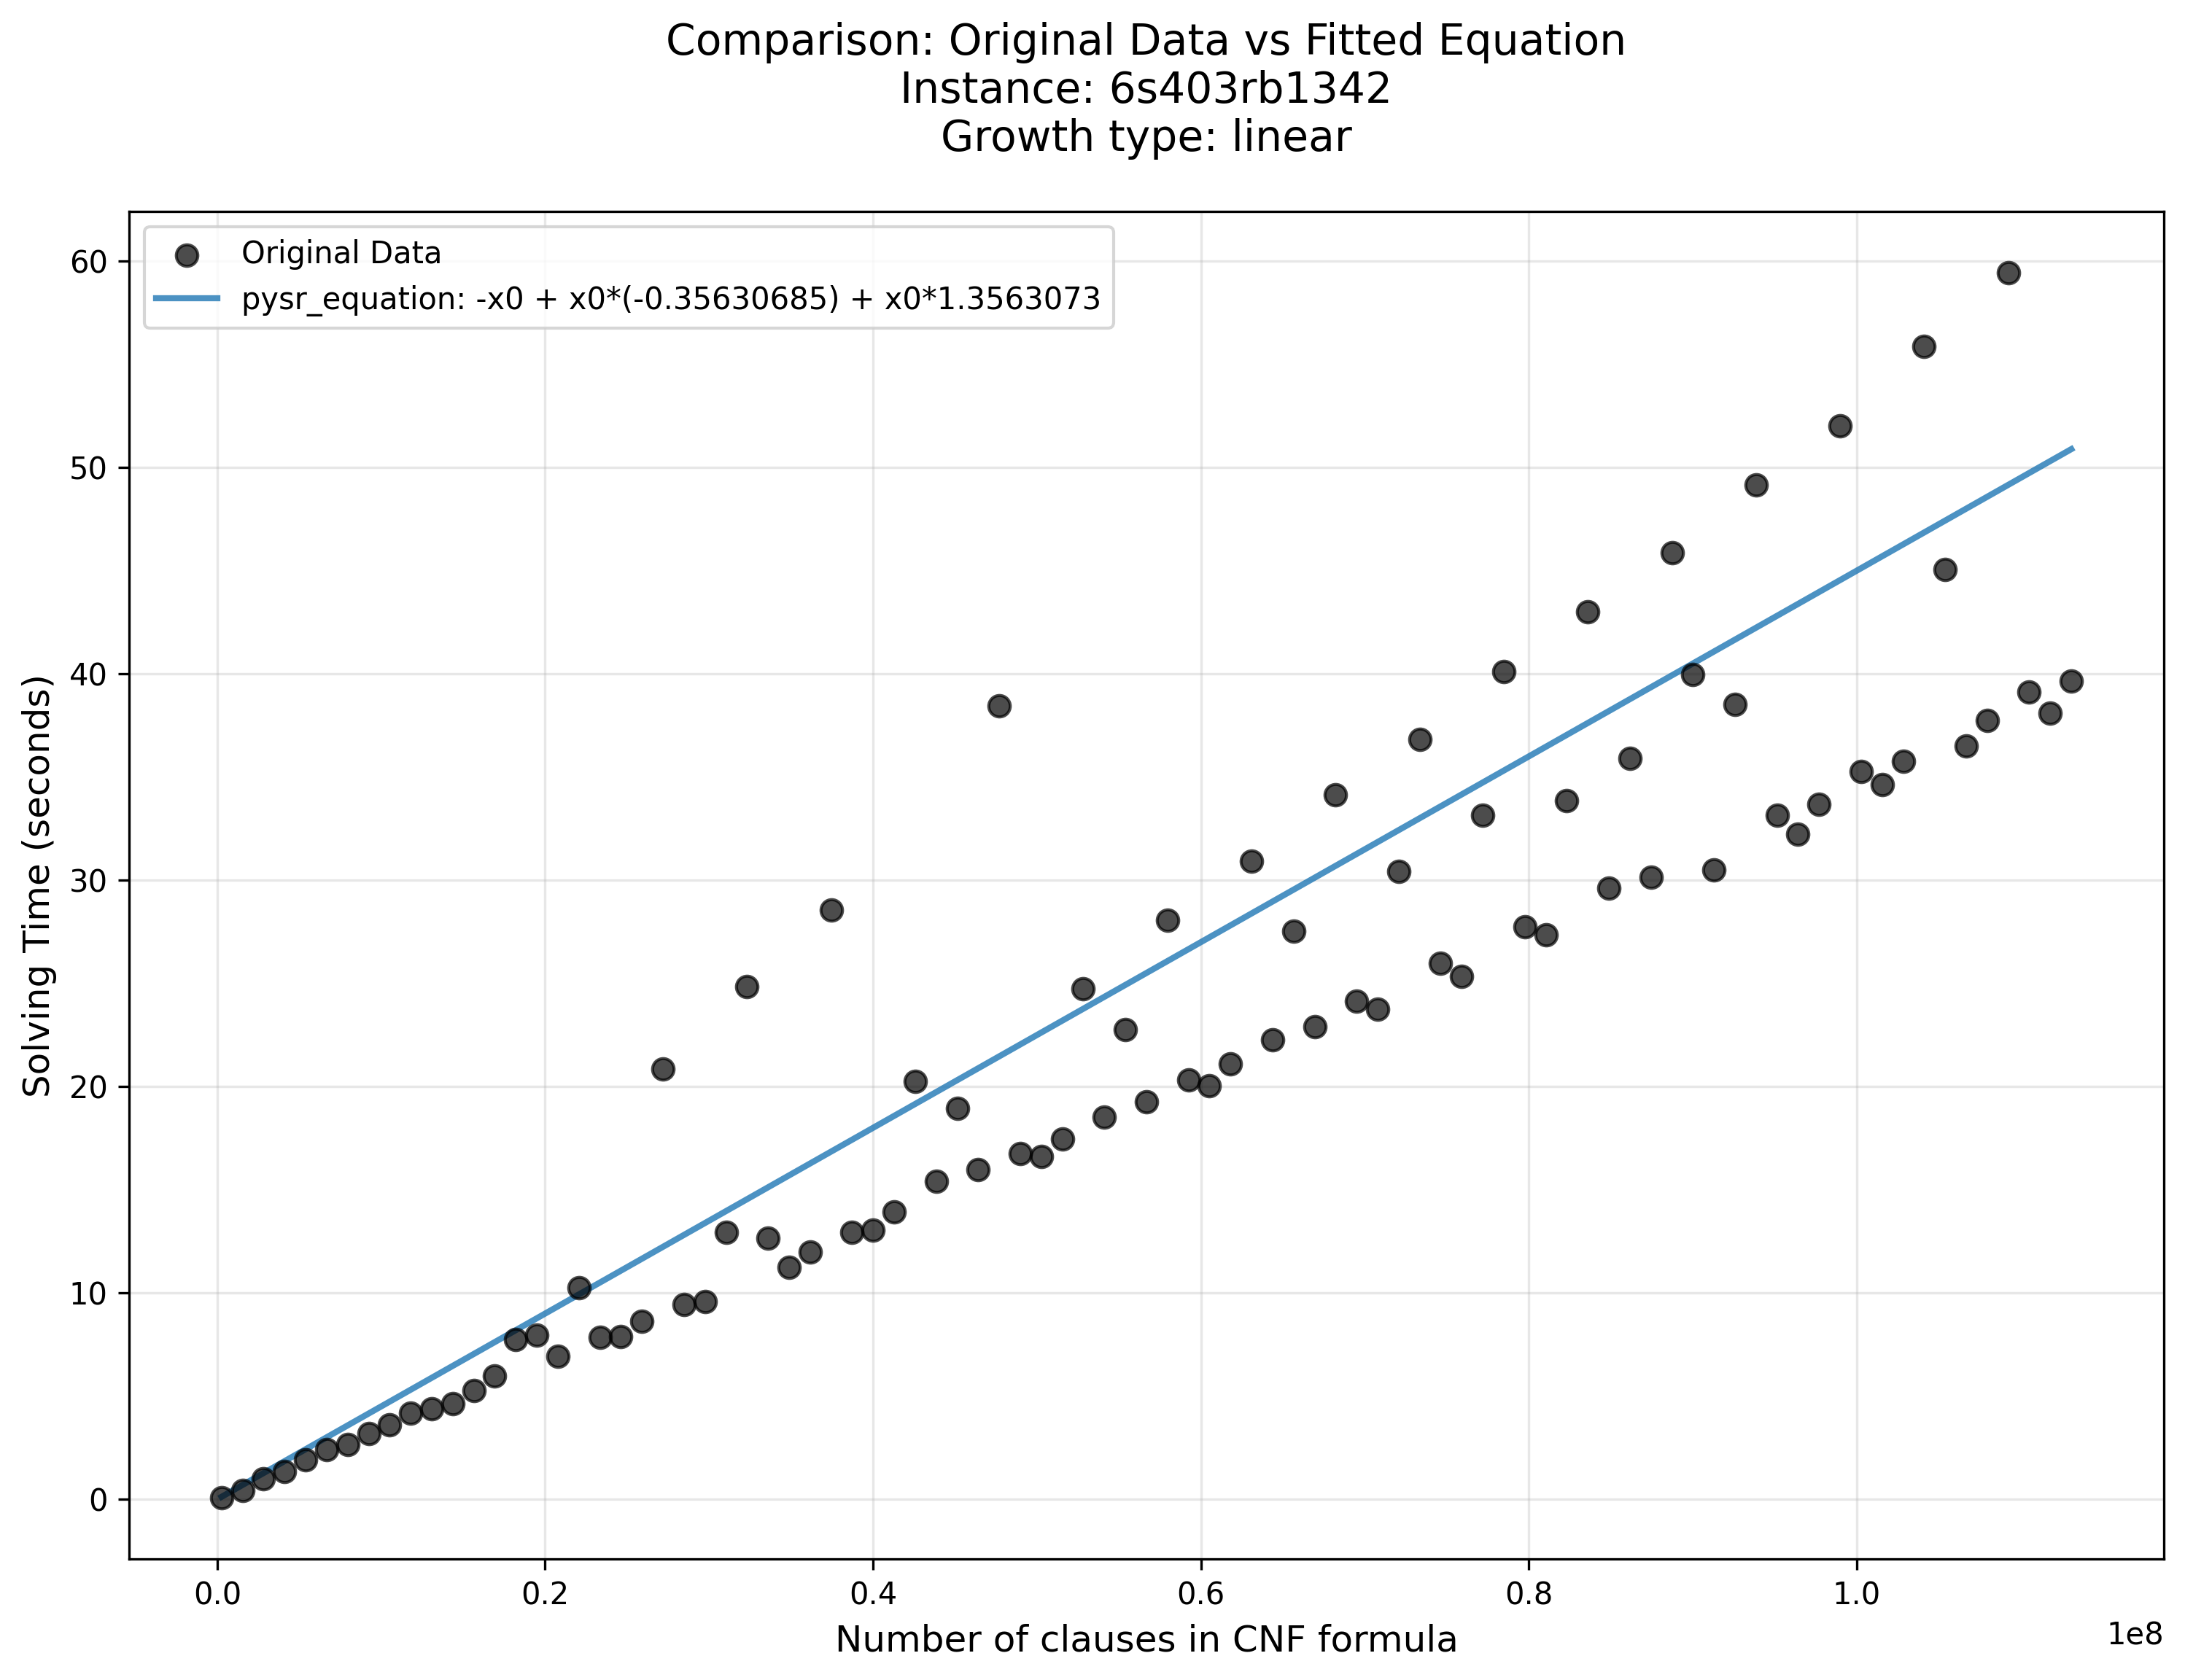 Comparison: Original Data vs Fitted Equation
Instance: 6s403rb1342
Growth type: linear
Original Data
pysr_equation: -x0 + x0*(-0.35630685) + x0*1.3563073
60
50
40
30
20
10
0
Solving Time (seconds)
0.0 0.2 0.4 0.6 0.8 1.0
1e8
Number of clauses in CNF formula